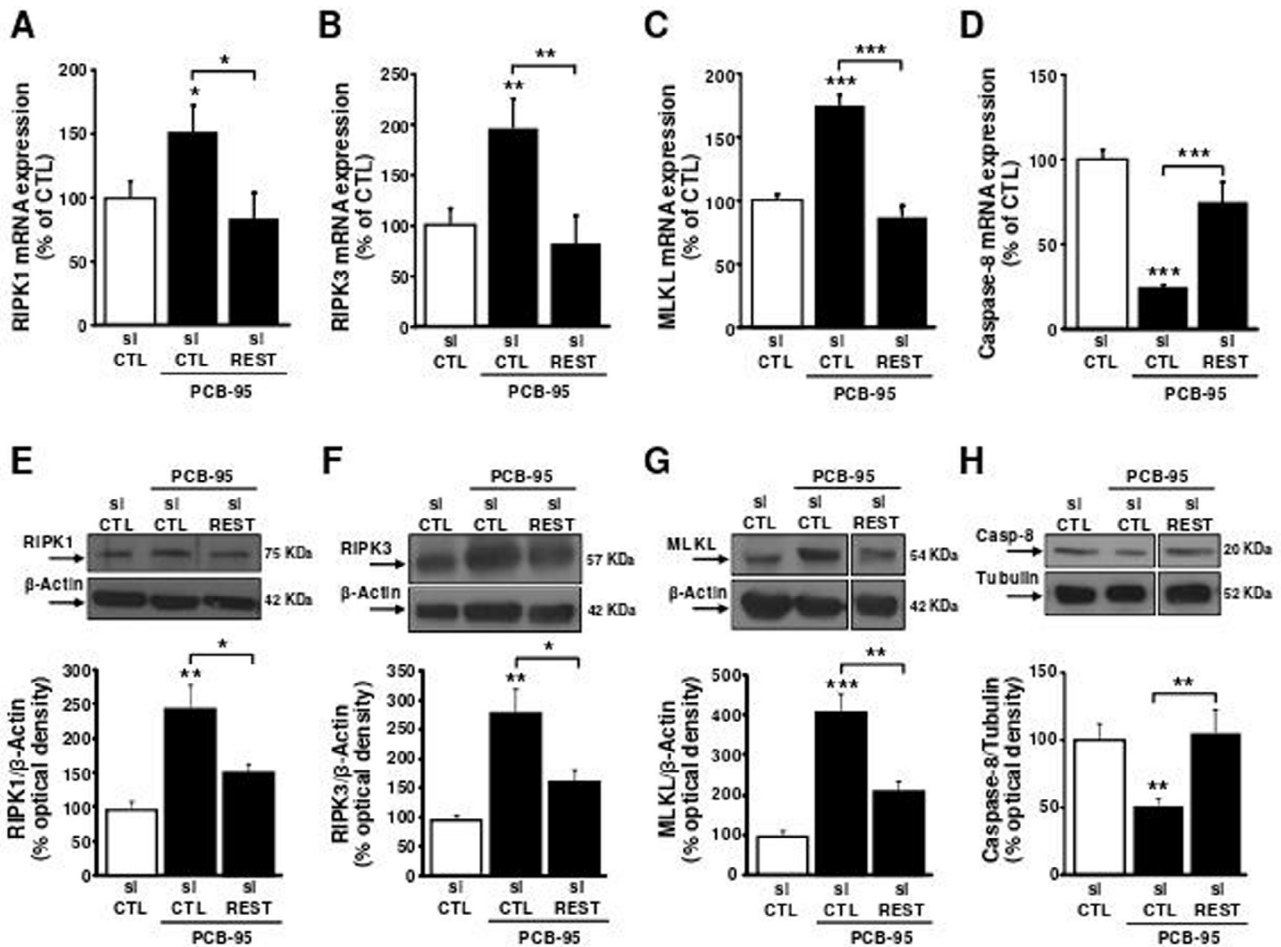 A
RIPK1 mRNA expression
(% of CTL)
200
150
100
50
0
*
*
si
CTL
si
CTL
si
REST
PCB-95
B
RIPK3 mRNA expression
(% of CTL)
250
200
150
100
50
0
**
**
si
CTL
si
CTL
si
REST
PCB-95
C
MLKL mRNA expression
(% of CTL)
200
150
100
50
0
***
***
si
CTL
si
CTL
si
REST
PCB-95
D
Caspase-8 mRNA expression
(% of CTL)
150
100
50
0
***
***
si
CTL
si
CTL
si
REST
PCB-95
E
PCB-95
si
CTL
si
CTL
si
REST
RIPK1
75 KDa
β-Actin
42 KDa
RIPK1/β-Actin
(% optical density)
300
250
200
150
100
50
0
*
**
si
CTL
si
CTL
si
REST
PCB-95
F
PCB-95
si
CTL
si
CTL
si
REST
RIPK3
57 KDa
β-Actin
42 KDa
RIPK3/β-Actin
(% optical density)
350
300
250
200
150
100
50
0
*
**
si
CTL
si
CTL
si
REST
PCB-95
G
PCB-95
si
CTL
si
CTL
si
REST
MLKL
54 KDa
β-Actin
42 KDa
MLKL/β-Actin
(% optical density)
500
400
300
200
100
0
**
***
si
CTL
si
CTL
si
REST
PCB-95
H
PCB-95
si
CTL
si
CTL
si
REST
Casp-8
20 KDa
Tubulin
52 KDa
Caspase-8/Tubulin
(% optical density)
150
100
50
0
**
**
si
CTL
si
CTL
si
REST
PCB-95